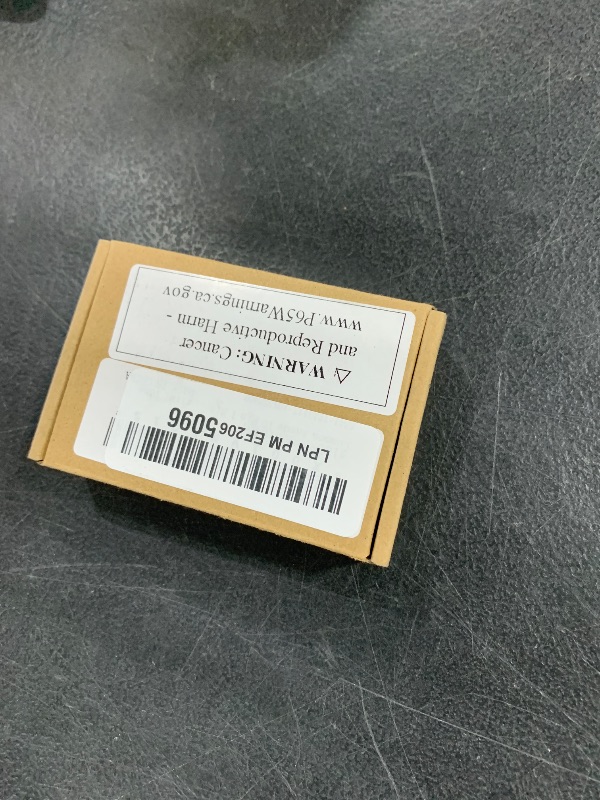 LPN PM EF2065096
⚠ WARNING: Cancer
and Reproductive Harm -
www.P65Warnings.ca.gov